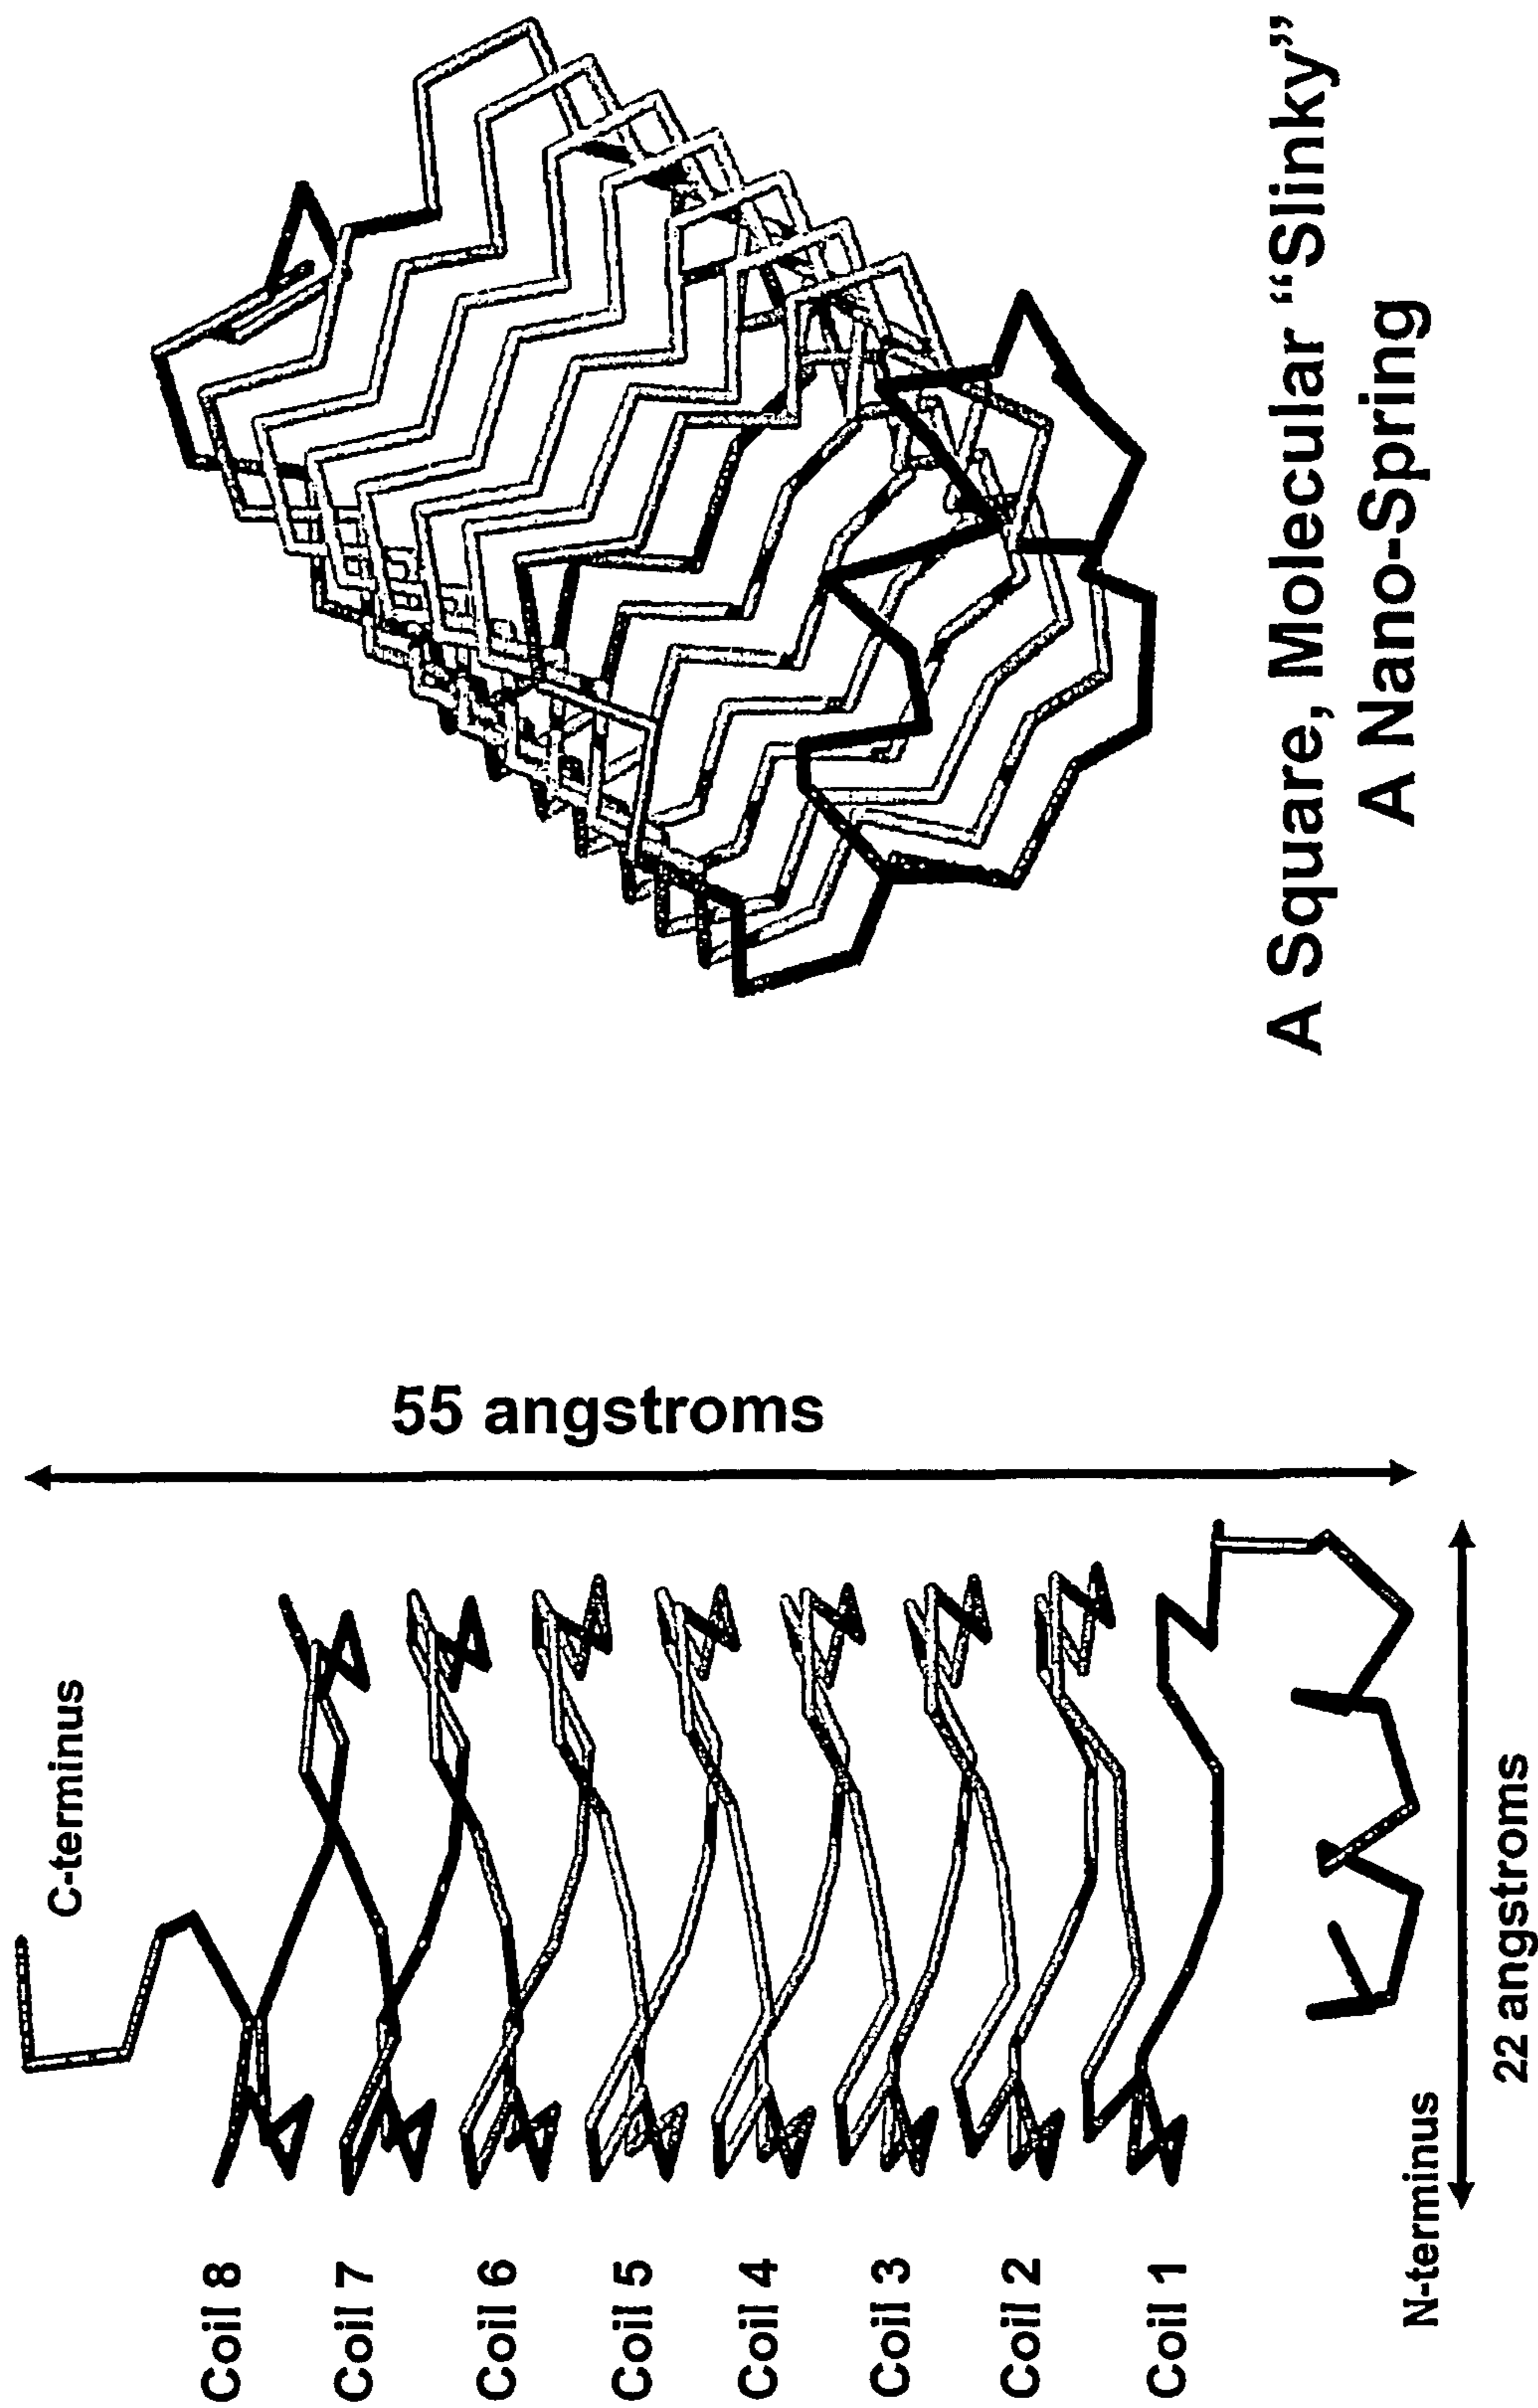 C-terminus
Coil 8
Coil 7
Coil 6
Coil 5
Coil 4
Coil 3
Coil 2
Coil 1
N-terminus
22 angstroms
55 angstroms
A Square, Molecular “Slinky”
A Nano-Spring